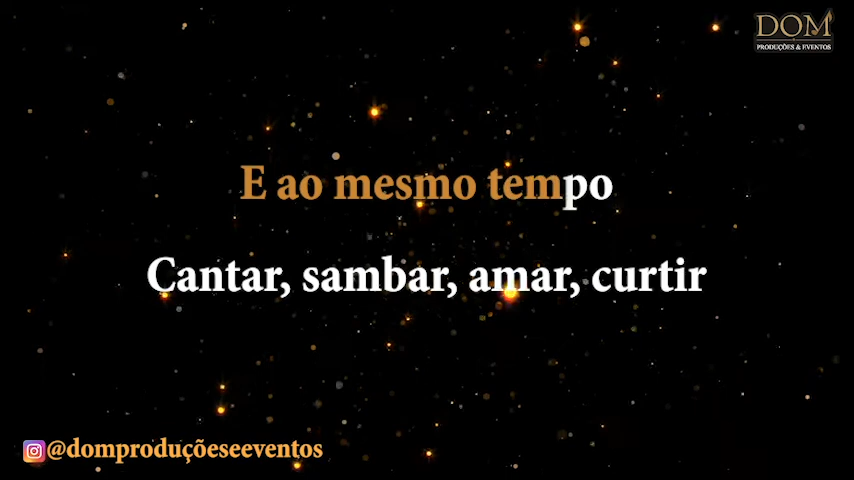 DOM
PRODUÇÕES & EVENTOS
E ao mesmo tempo
Cantar, sambar, amar, curtir
@domproduçõeseeventos